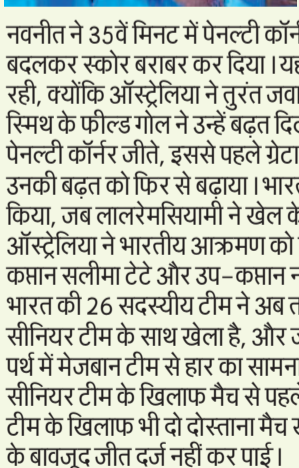 नवनीत ने 35वें मिनट में पेनल्टी कॉर्न
बदलकर स्कोर बराबर कर दिया । यह
रही, क्योंकि ऑस्ट्रेलिया ने तुरंत जवा
स्मिथ के फील्ड गोल ने उन्हें बढ़त दि
पेनल्टी कॉर्नर जीते, इससे पहले ग्रेटा
उनकी बढ़त को फिर से बढ़ाया । भार
किया, जब लालरेमसियामी ने खेल के
ऑस्ट्रेलिया ने भारतीय आक्रमण को
कप्तान सलीमा टेटे और उप-कप्तान न
भारत की 26 सदस्यीय टीम ने अब त
सीनियर टीम के साथ खेला है, और
पर्थ में मेजबान टीम से हार का सामन
सीनियर टीम के खिलाफ मैच से पहले
टीम के खिलाफ भी दो दोस्ताना मैच
के बावजूद जीत दर्ज नहीं कर पाई ।